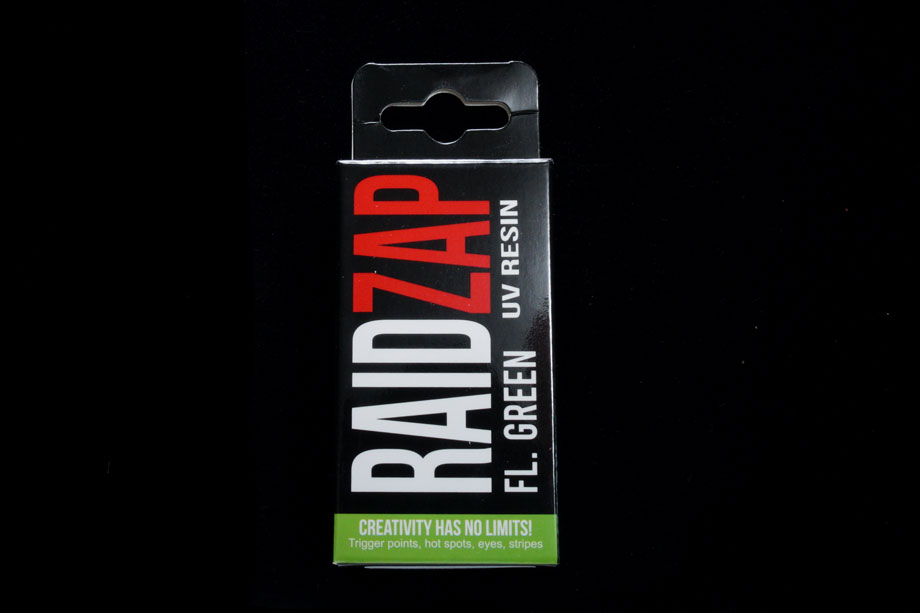 RAIDZAP
FL. GREEN UV RESIN
CREATIVITY HAS NO LIMITS!
Trigger points, hot spots, eyes, stripes